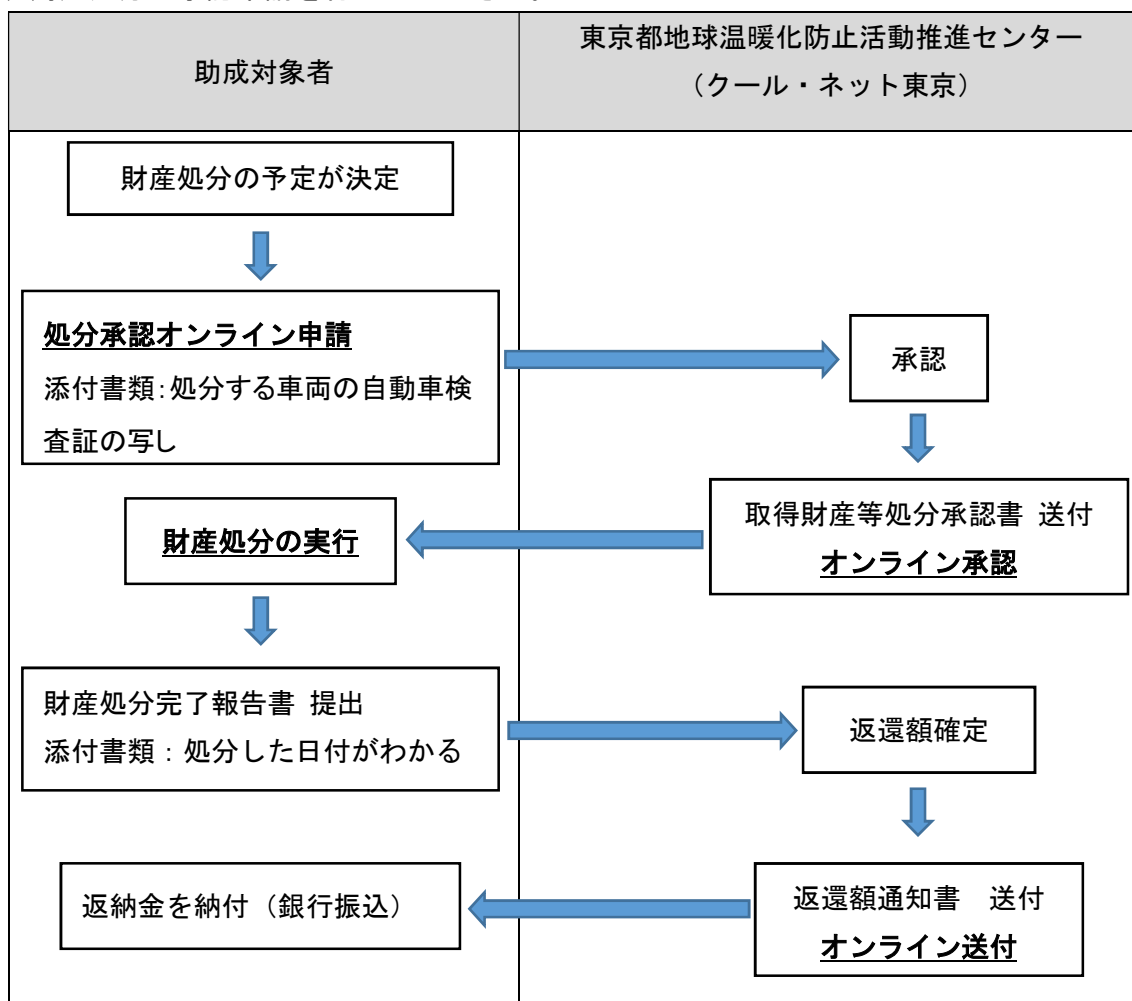 助成対象者
東京都地球温暖化防止活動推進センター
（クール・ネット東京）
財産処分の予定が決定
処分承認オンライン申請
添付書類：処分する車両の自動車検
査証の写し
承認
取得財産等処分承認書 送付
オンライン承認
財産処分の実行
財産処分完了報告書 提出
添付書類：処分した日付がわかる
返還額確定
返還額通知書　送付
オンライン送付
返納金を納付（銀行振込）